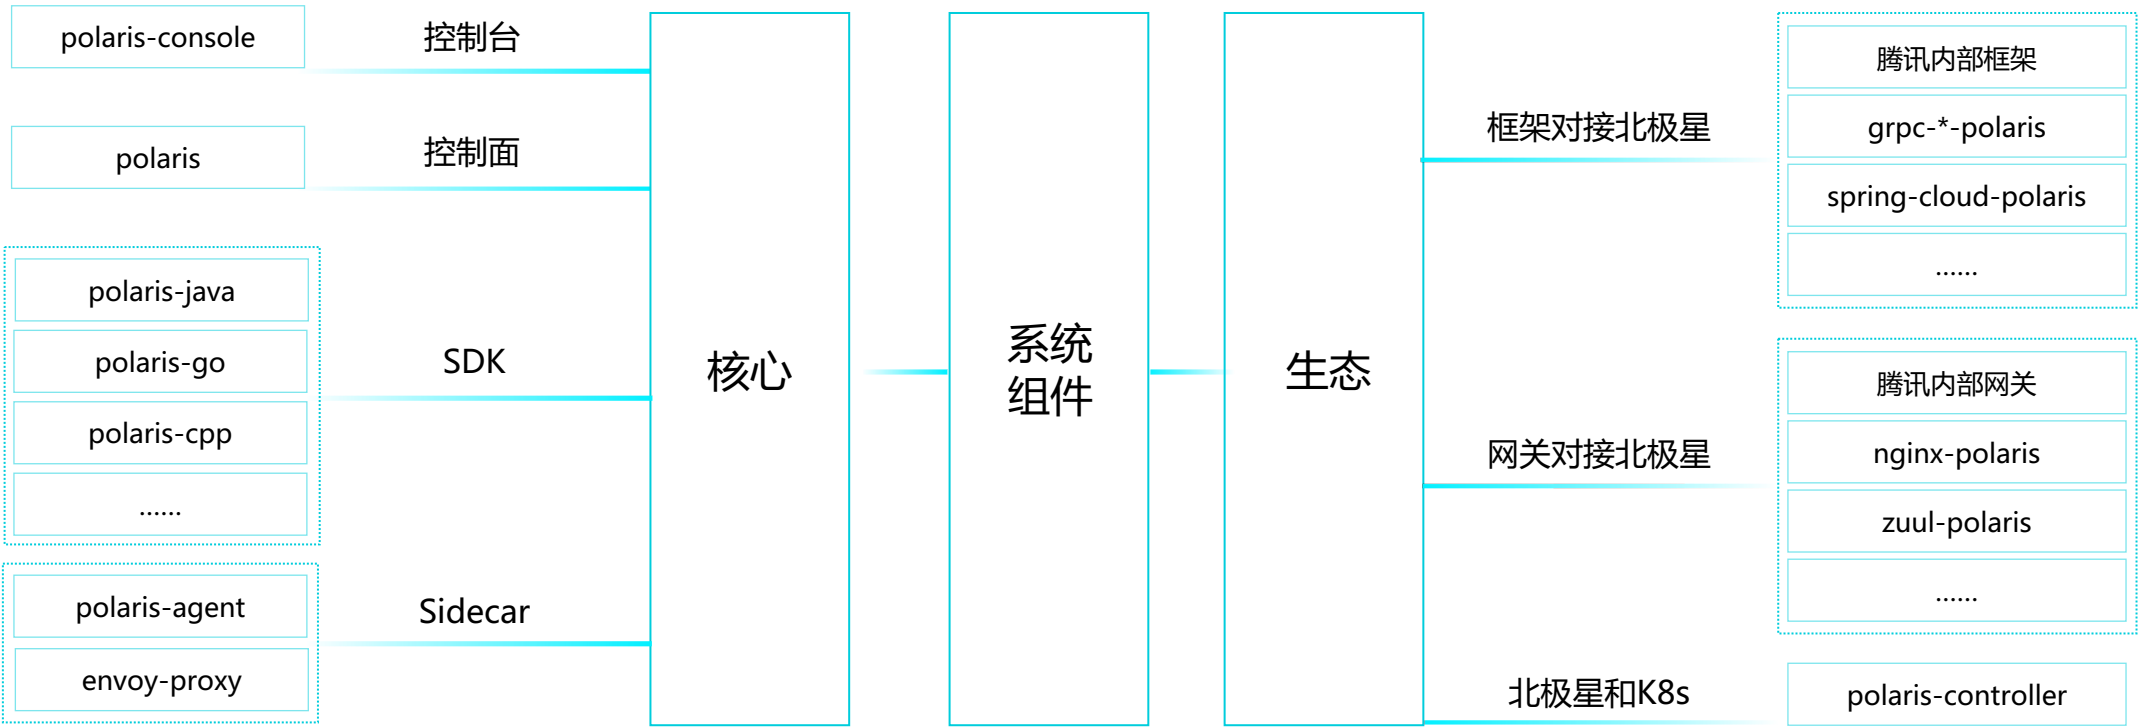 polaris-console
控制台
polaris
控制面
polaris-java
polaris-go
polaris-cpp
......
SDK
polaris-agent
envoy-proxy
Sidecar
核心
系统
组件
生态
框架对接北极星
腾讯内部框架
grpc-*-polaris
spring-cloud-polaris
......
网关对接北极星
腾讯内部网关
nginx-polaris
zuul-polaris
......
北极星和K8s
polaris-controller